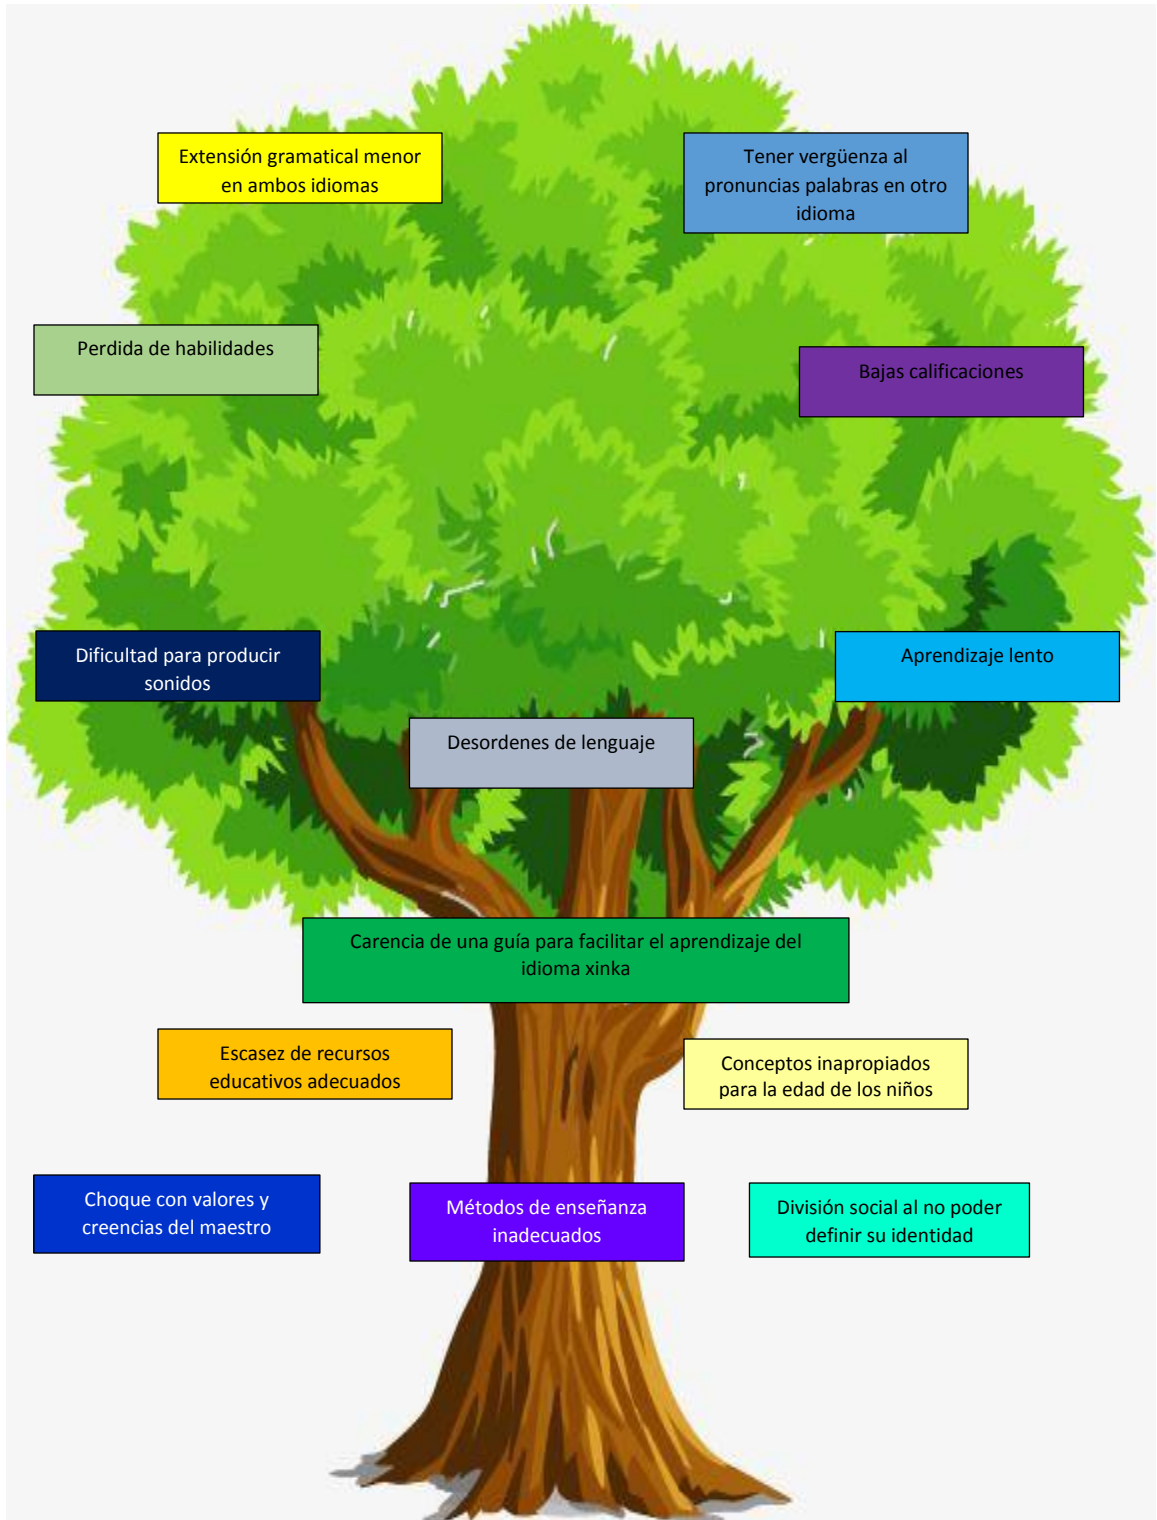 Extensión gramatical menor
en ambos idiomas
Tener vergüenza al
pronuncias palabras en otro
idioma
Perdida de habilidades
Bajas calificaciones
Dificultad para producir
sonidos
Aprendizaje lento
Desordenes de lenguaje
Carencia de una guía para facilitar el aprendizaje del
idioma xinka
Escasez de recursos
educativos adecuados
Conceptos inapropiados
para la edad de los niños
Choque con valores y
creencias del maestro
Métodos de enseñanza
inadecuados
División social al no poder
definir su identidad